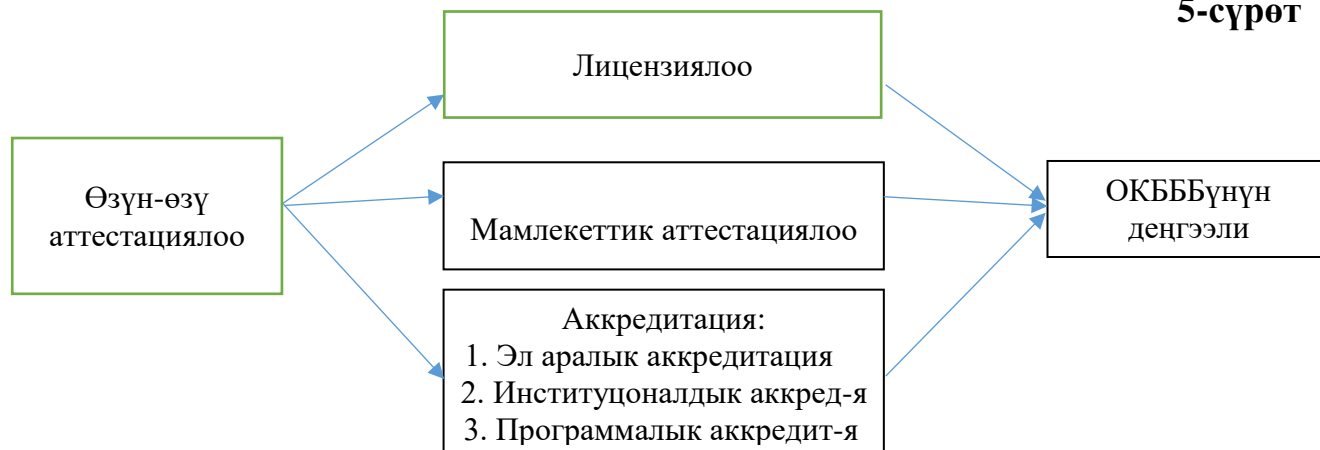 5-сүрөт
Лицензиялоо
Өзүн-өзү
аттестациялоо
Мамлекеттик аттестациялоо
ОКБББүнүн
деңгээли
Аккредитация:
1. Эл аралык аккредитация
2. Институцоналдык аккред-я
3. Программалык аккредит-я